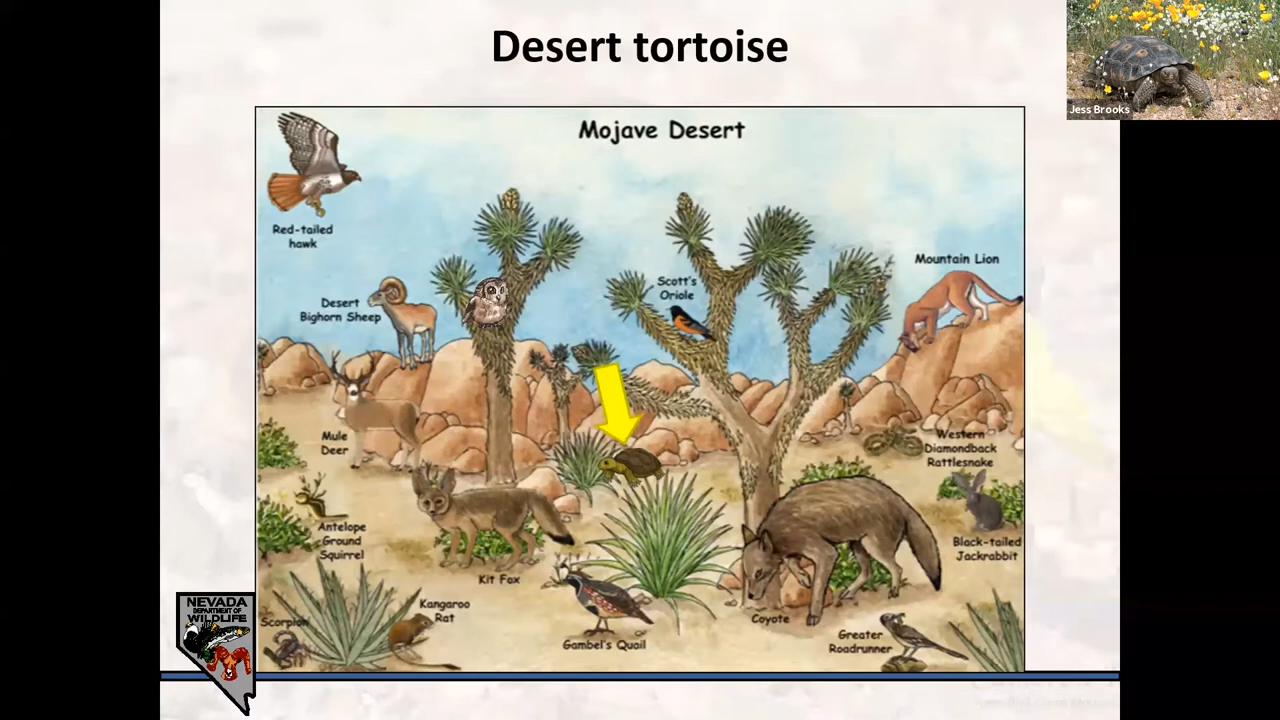 Desert tortoise
Jess Brooks
Mojave Desert
Red-tailed
hawk
Mountain Lion
Scott's
Oriole
Desert
Bighorn Sheep
Mule
Deer
Western
Diamondback
Rattlesnake
Antelope
Ground
Squirrel
Black-tailed
Jackrabbit
Kit Fox
Kangaroo
Rat
Scorpion
Gambel's Quail
Coyote
Greater
Roadrunner
NEVADA
DEPARTMENT OF
WILDLIFE